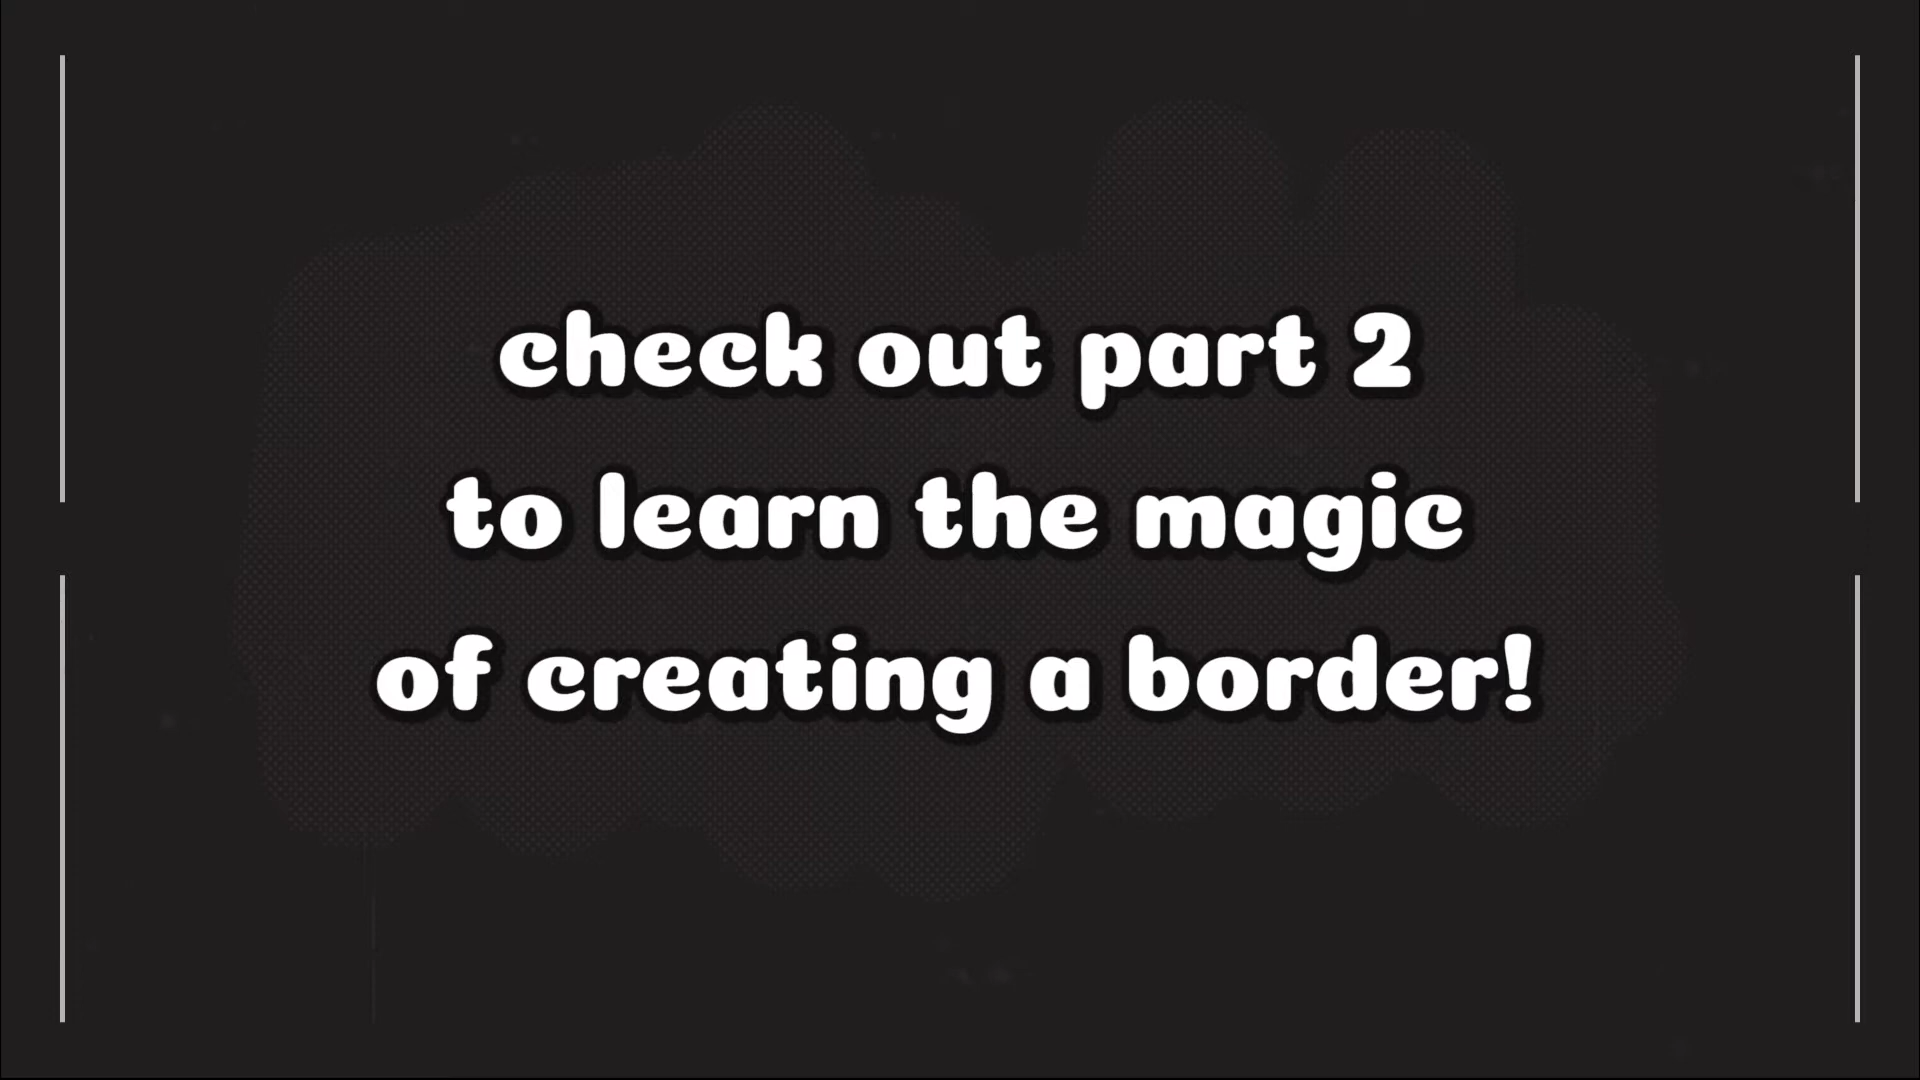 check out part 2
to learn the magic
of creating a border!